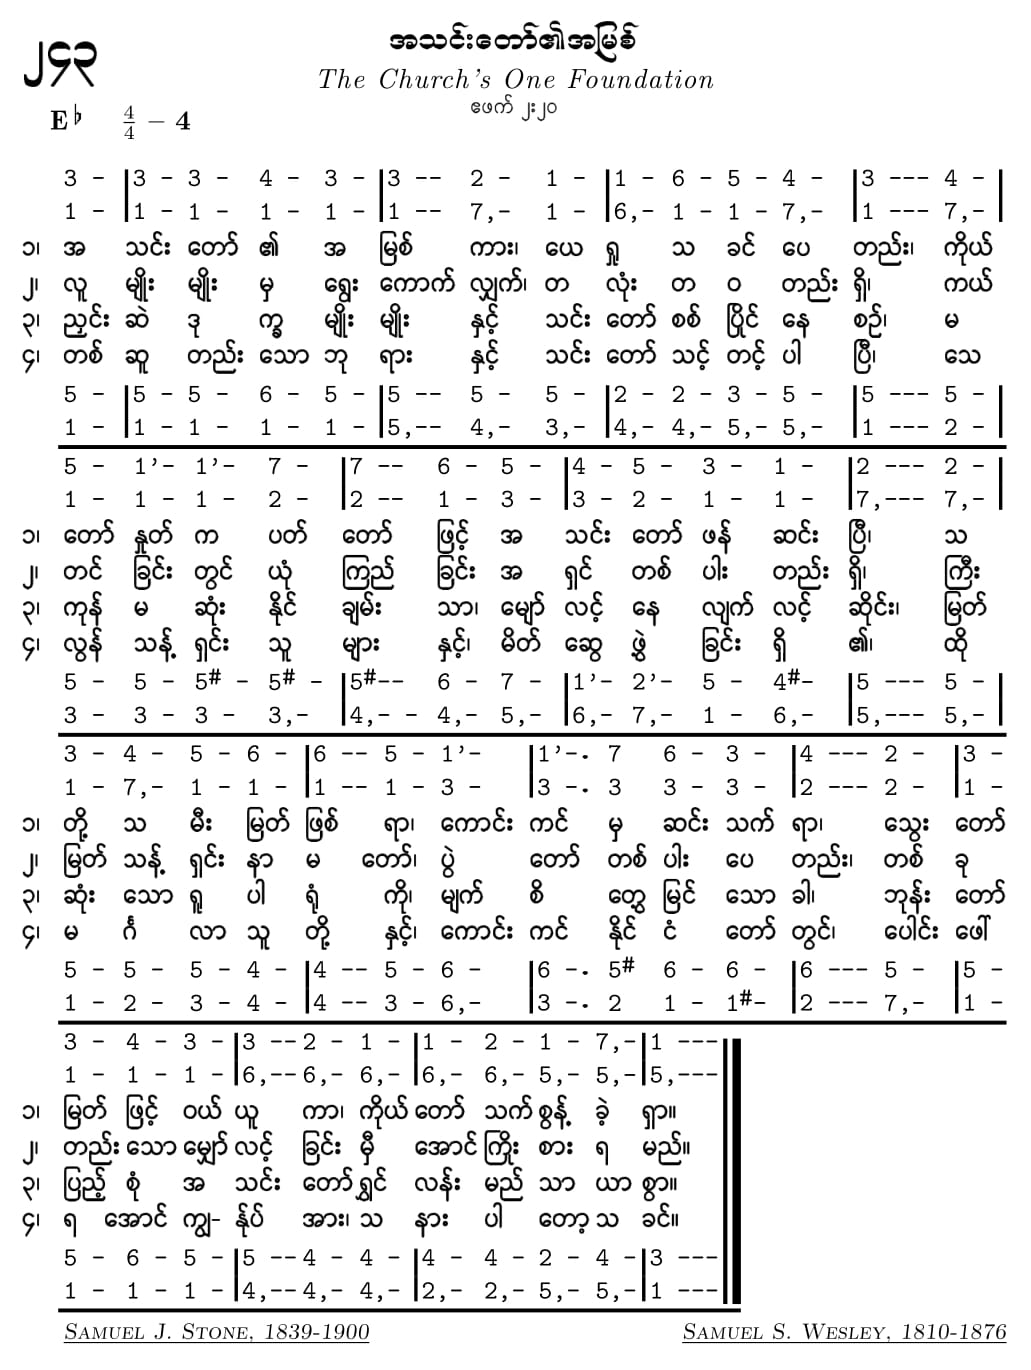 ၂၄၃
အသင်းတော်၏အမြစ်
The Church's One Foundation
ဧဖက် ၂း၂၀
E♭ 4/4 – 4
3 - |3 - 3 - 4 - 3 - |3 -- 2 - 1 - |1 - 6 - 5 - 4 - |3 --- 4 - |
1 - |1 - 1 - 1 - 1 - |1 -- 7,- 1 - |6,- 1 - 1 - 7,- |1 --- 7,- |
၁၊ အ သင်း တော် ၏ အ မြစ် ကား၊ ယေ ရှု သ ခင် ပေ တည်း၊ ကိုယ်
၂၊ လူ မျိုး မျိုး မှ ရွေး ကောက် လျှက်၊ တ လုံး တ ဝ တည်း ရှိ၊ ကယ်
၃၊ ညှင်း ဆဲ ဒု က္ခ မျိုး မျိုး နှင့် သင်း တော် စစ် ပြိုင် နေ စဉ်၊ မ
၄၊ တစ် ဆူ တည်း သော ဘု ရား နှင့် သင်း တော် သင့် တင့် ပါ ပြီ၊ သေ
5 - |5 - 5 - 6 - 5 - |5 -- 5 - 5 - |2 - 2 - 3 - 5 - |5 --- 5 - |
1 - |1 - 1 - 1 - 1 - |5,-- 4,- 3,- |4,- 4,- 5,- 5,- |1 --- 2 - |
5 - 1’- 1’- 7 - |7 -- 6 - 5 - |4 - 5 - 3 - 1 - |2 --- 2 - |
1 - 1 - 1 - 2 - |2 -- 1 - 3 - |3 - 2 - 1 - 1 - |7,--- 7,- |
၁၊ တော် နှုတ် က ပတ် တော် ဖြင့် အ သင်း တော် ဖန် ဆင်း ပြီ၊ သ
၂၊ တင် ခြင်း တွင် ယုံ ကြည် ခြင်း အ ရှင် တစ် ပါး တည်း ရှိ၊ ကြီး
၃၊ ကုန် မ ဆုံး နိုင် ချမ်း သာ၊ မျော် လင့် နေ လျက် လင့် ဆိုင်း၊ မြတ်
၄၊ လွန် သန့် ရှင်း သူ များ နှင့်၊ မိတ် ဆွေ ဖွဲ့ ခြင်း ရှိ ၏၊ ထို
5 - 5 - 5# - 5# - |5#-- 6 - 7 - |1’- 2’- 5 - 4#- |5 --- 5 - |
3 - 3 - 3 - 3,- |4,- - 4,- 5,- |6,- 7,- 1 - 6,- |5,--- 5,- |
3 - 4 - 5 - 6 - |6 -- 5 - 1’- |1’-. 7 6 - 3 - |4 --- 2 - |3 -
1 - 7,- 1 - 1 - |1 -- 1 - 3 - |3 -. 3 3 - 3 - |2 --- 2 - |1 -
၁၊ တို့ သ မီး မြတ် ဖြစ် ရာ၊ ကောင်း ကင် မှ ဆင်း သက် ရာ၊ သွေး တော်
၂၊ မြတ် သန့် ရှင်း နာ မ တော်၊ ပွဲ တော် တစ် ပါး ပေ တည်း၊ တစ် ခု
၃၊ ဆုံး သော ရူ ပါ ရုံ ကို၊ မျက် စိ တွေ့ မြင် သော ခါ၊ ဘုန်း တော်
၄၊ မ င်္ဂ လာ သူ တို့ နှင့်၊ ကောင်း ကင် နိုင် ငံ တော် တွင်၊ ပေါင်း ဖေါ်
5 - 5 - 5 - 4 - |4 -- 5 - 6 - |6 -. 5# 6 - 6 - |6 --- 5 - |5 -
1 - 2 - 3 - 4 - |4 -- 3 - 6,- |3 -. 2 1 - 1#- |2 --- 7,- |1 -
3 - 4 - 3 - |3 -- 2 - 1 - |1 - 2 - 1 - 7,- |1 ---
1 - 1 - 1 - |6,-- 6,- 6,- |6,- 6,- 5,- 5,- |5,---
၁၊ မြတ် ဖြင့် ဝယ် ယူ ကာ၊ ကိုယ် တော် သက် စွန့် ခဲ့ ရှာ။
၂၊ တည်း သော မျှော် လင့် ခြင်း မှီ အောင် ကြိုး စား ရ မည်။
၃၊ ပြည့် စုံ အ သင်း တော် ရွှင် လန်း မည် သာ ယာ စွာ။
၄၊ ရ အောင် ကျွ- န်ုပ် အား၊ သ နား ပါ တော့ သ ခင်။
5 - 6 - 5 - |5 -- 4 - 4 - |4 - 4 - 2 - 4 - |3 ---
1 - 1 - 1 - |4,-- 4,- 4,- |2,- 2,- 5,- 5,- |1 ---
SAMUEL J. STONE, 1839-1900 SAMUEL S. WESLEY, 1810-1876